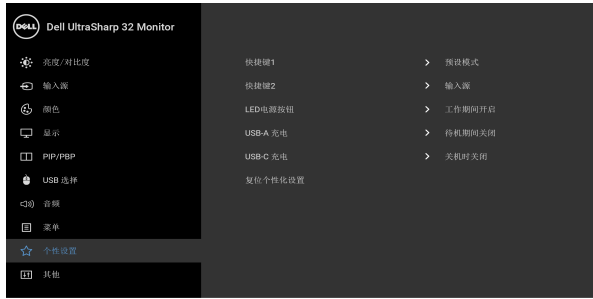 DELL Dell UltraSharp 32 Monitor
亮度/对比度
输入源
颜色
显示
PIP/PBP
USB 选择
音频
菜单
个性设置
其他
快捷键1 预设模式
快捷键2 输入源
LED电源按钮 工作期间开启
USB-A 充电 待机期间关闭
USB-C 充电 关机时关闭
复位个性化设置